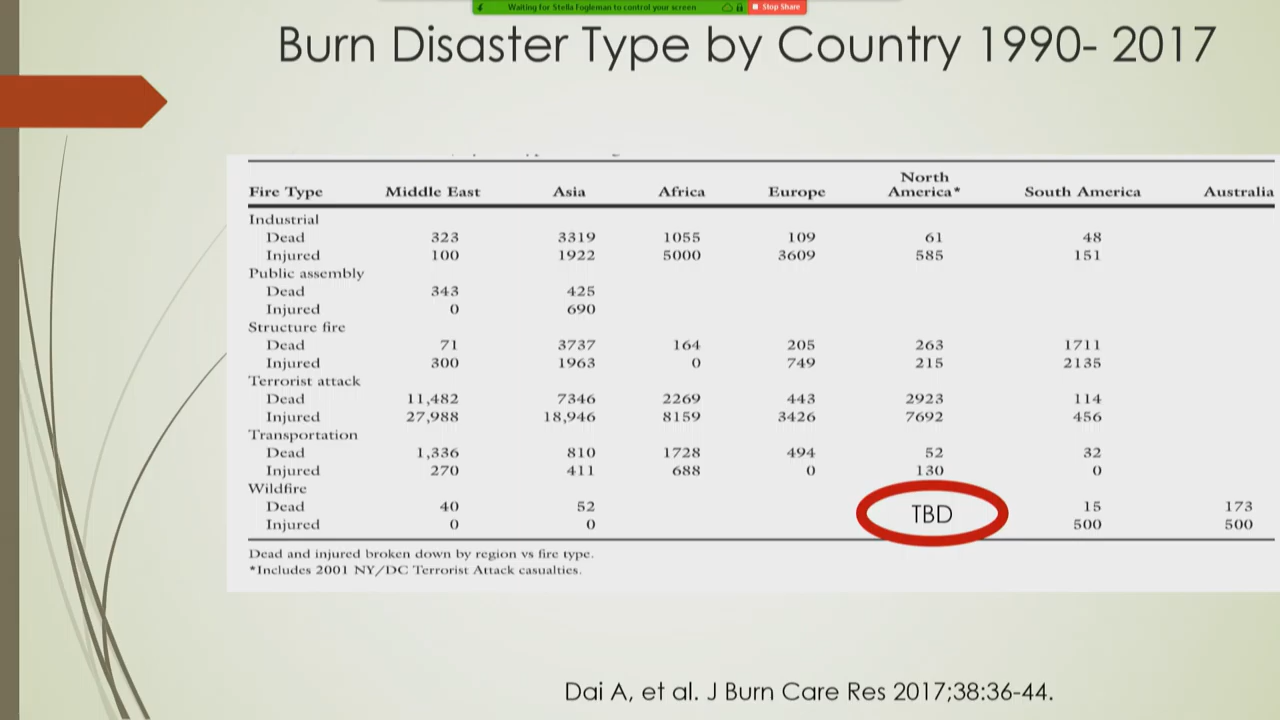 Waiting for Stella Fogleman to control your screen Stop Share
Burn Disaster Type by Country 1990- 2017
Fire Type Middle East Asia Africa Europe North America* South America Australia
Industrial
Dead 323 3319 1055 109 61 48
Injured 100 1922 5000 3609 585 151
Public assembly
Dead 343 425
Injured 0 690
Structure fire
Dead 71 3737 164 205 263 1711
Injured 300 1963 0 749 215 2135
Terrorist attack
Dead 11,482 7346 2269 443 2923 114
Injured 27,988 18,946 8159 3426 7692 456
Transportation
Dead 1,336 810 1728 494 52 32
Injured 270 411 688 0 130 0
Wildfire
Dead 40 52 TBD 15 173
Injured 0 0 500 500
Dead and injured broken down by region vs fire type.
*Includes 2001 NY/DC Terrorist Attack casualties.
Dai A, et al. J Burn Care Res 2017;38:36-44.